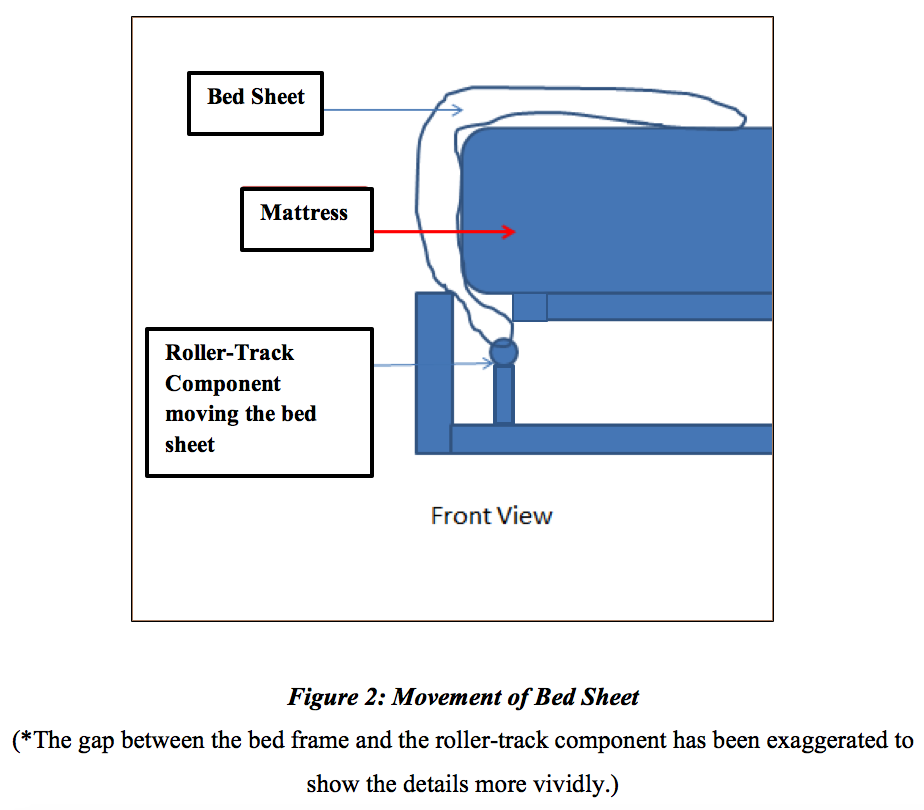 Bed Sheet
Mattress
Roller-Track
Component
moving the bed
sheet
Front View
Figure 2: Movement of Bed Sheet
(*The gap between the bed frame and the roller-track component has been exaggerated to
show the details more vividly.)